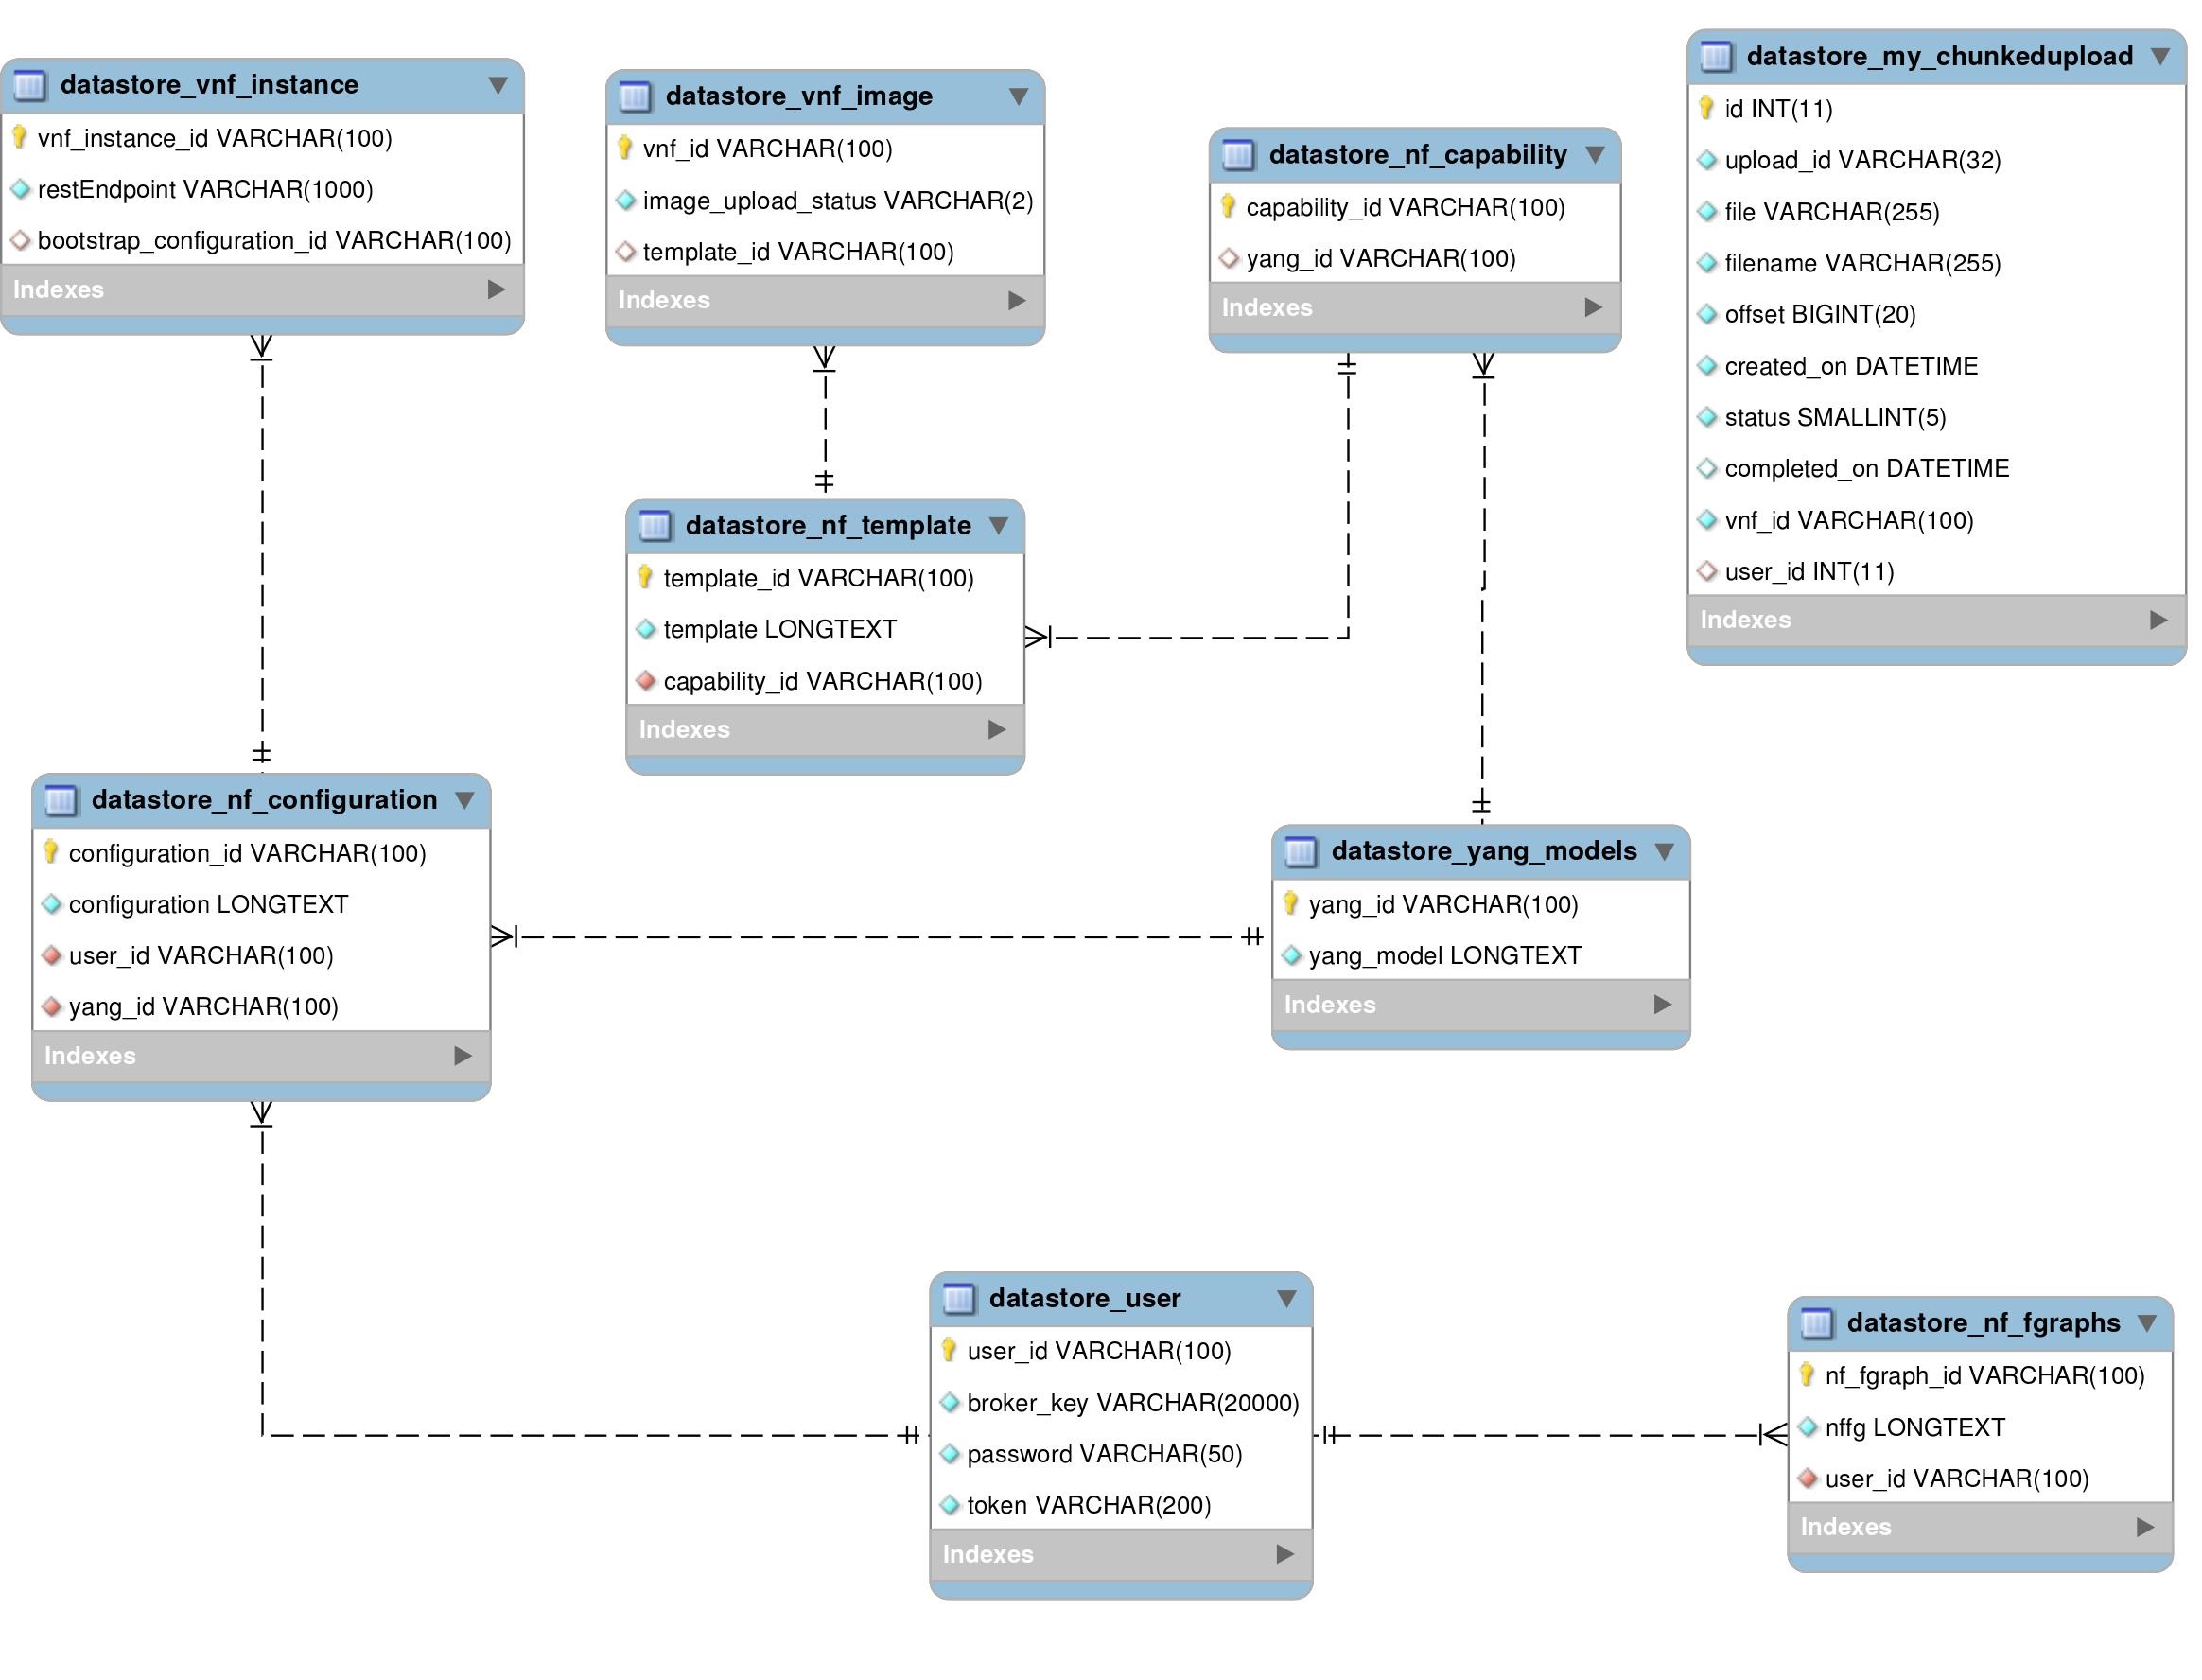 datastore_vnf_instance
vnf_instance_id VARCHAR(100)
restEndpoint VARCHAR(1000)
bootstrap_configuration_id VARCHAR(100)
Indexes
datastore_vnf_image
vnf_id VARCHAR(100)
image_upload_status VARCHAR(2)
template_id VARCHAR(100)
Indexes
datastore_nf_capability
capability_id VARCHAR(100)
yang_id VARCHAR(100)
Indexes
datastore_my_chunkedupload
id INT(11)
upload_id VARCHAR(32)
file VARCHAR(255)
filename VARCHAR(255)
offset BIGINT(20)
created_on DATETIME
status SMALLINT(5)
completed_on DATETIME
vnf_id VARCHAR(100)
user_id INT(11)
Indexes
datastore_nf_template
template_id VARCHAR(100)
template LONGTEXT
capability_id VARCHAR(100)
Indexes
datastore_nf_configuration
configuration_id VARCHAR(100)
configuration LONGTEXT
user_id VARCHAR(100)
yang_id VARCHAR(100)
Indexes
datastore_yang_models
yang_id VARCHAR(100)
yang_model LONGTEXT
Indexes
datastore_user
user_id VARCHAR(100)
broker_key VARCHAR(20000)
password VARCHAR(50)
token VARCHAR(200)
Indexes
datastore_nf_fgraphs
nf_fgraph_id VARCHAR(100)
nffg LONGTEXT
user_id VARCHAR(100)
Indexes